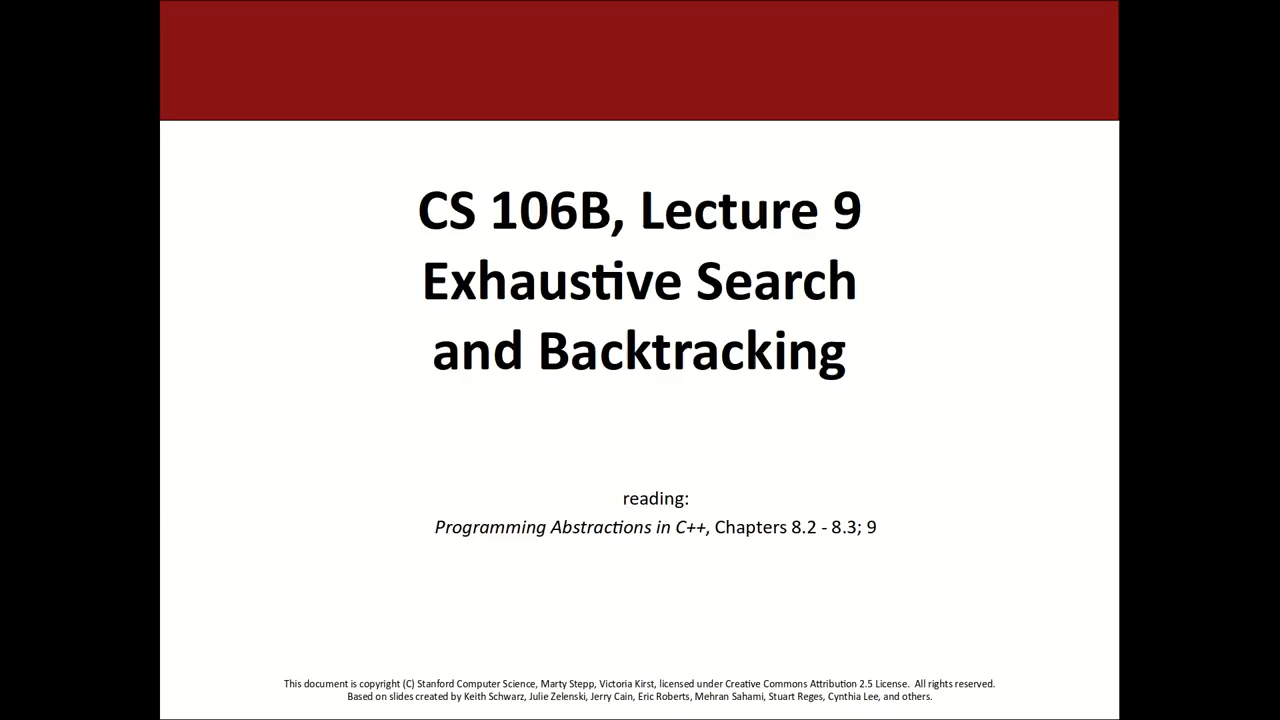 CS 106B, Lecture 9
Exhaustive Search
and Backtracking
reading:
Programming Abstractions in C++, Chapters 8.2 - 8.3; 9
This document is copyright (C) Stanford Computer Science, Marty Stepp, Victoria Kirst, licensed under Creative Commons Attribution 2.5 License.  All rights reserved.
Based on slides created by Keith Schwarz, Julie Zelenski, Jerry Cain, Eric Roberts, Mehran Sahami, Stuart Reges, Cynthia Lee, and others.